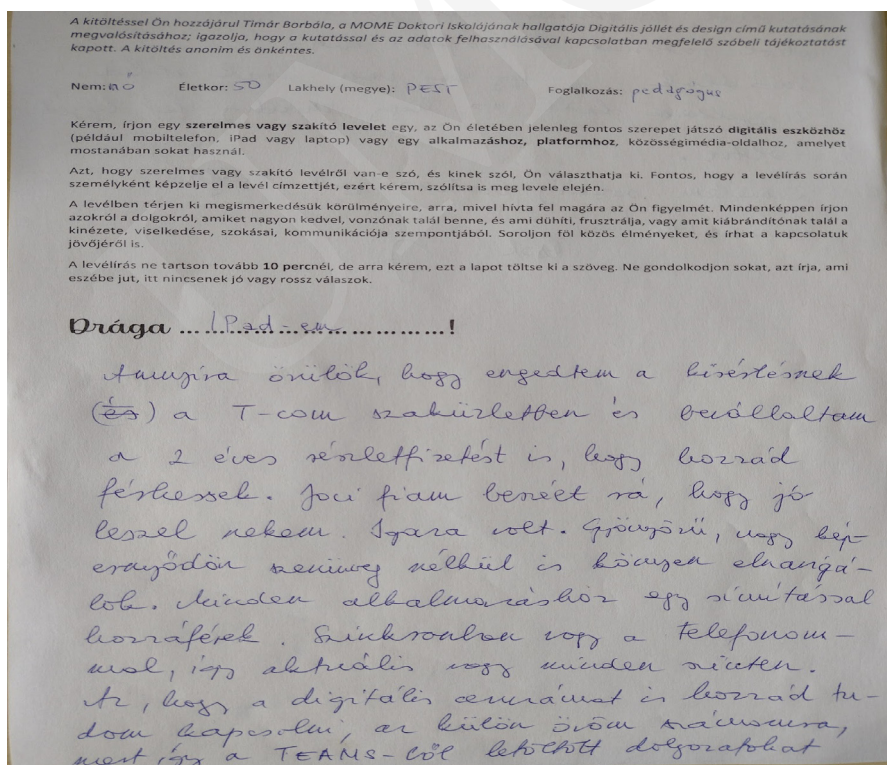 A kitöltéssel Ön hozzájárul Timár Borbála, a MOME Doktori Iskolájának hallgatója Digitális jóllét és design című kutatásának
megvalósításához; igazolja, hogy a kutatással és az adatok felhasználásával kapcsolatban megfelelő szóbeli tájékoztatást
kapott. A kitöltés anonim és önkéntes.
Nem: nő Életkor: 50 Lakhely (megye): PEST Foglalkozás: pedagógus
Kérem, írjon egy szerelmes vagy szakító levelet egy, az Ön életében jelenleg fontos szerepet játszó digitális eszközhöz
(például mobiltelefon, iPad vagy laptop) vagy egy alkalmazáshoz, platformhoz, közösségimédia-oldalhoz, amelyet
mostanában sokat használ.
Azt, hogy szerelmes vagy szakító levélről van-e szó, és kinek szól, Ön választhatja ki. Fontos, hogy a levélírás során
személyként képzelje el a levél címzettjét, ezért kérem, szólítsa is meg levele elején.
A levélben térjen ki megismerkedésük körülményeire, arra, mivel hívta fel magára az Ön figyelmét. Mindenképpen írjon
azokról a dolgokról, amiket nagyon kedvel, vonzónak talál benne, és ami dühíti, frusztrálja, vagy amit kiábrándítónak talál a
kinézete, viselkedése, szokásai, kommunikációja szempontjából. Soroljon föl közös élményeket, és írhat a kapcsolatuk
jövőjéről is.
A levélírás ne tartson tovább 10 percnél, de arra kérem, ezt a lapot töltse ki a szöveg. Ne gondolkodjon sokat, azt írja, ami
eszébe jut, itt nincsenek jó vagy rossz válaszok.
Drága ... IPad-em ...!
Annyira örülök, hogy engedtem a kísértésnek
(és) a T-com szaküzletben és bevállaltam
a 2 éves részletfizetést is, hogy hozzád
férhessek. Joci fiam beszélt rá, hogy jó
leszel nekem. Igaza volt. Gyönyörű, nagy kép-
ernyődön szemüveg nélkül is könnyen elnavigá-
lok. Minden alkalmazáshoz egy simítással
hozzáférek. Szinkronban vagy a telefonom-
mal, így aktuális vagy minden szinten.
Az, hogy a digitális ceruzámat is hozzád tu-
dom kapcsolni, az külön öröm számomra,
mert így a TEAMS-ből letöltött dolgozatokat